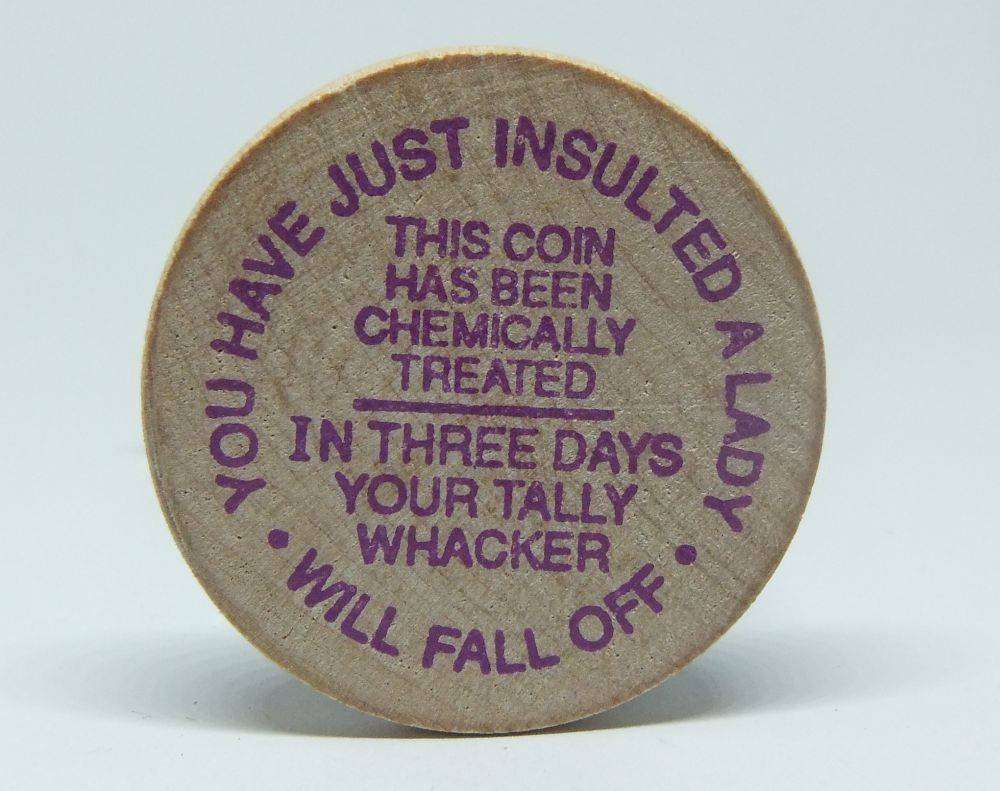 YOU HAVE JUST INSULTED A LADY
THIS COIN
HAS BEEN
CHEMICALLY
TREATED
IN THREE DAYS
YOUR TALLY
WHACKER
• WILL FALL OFF •